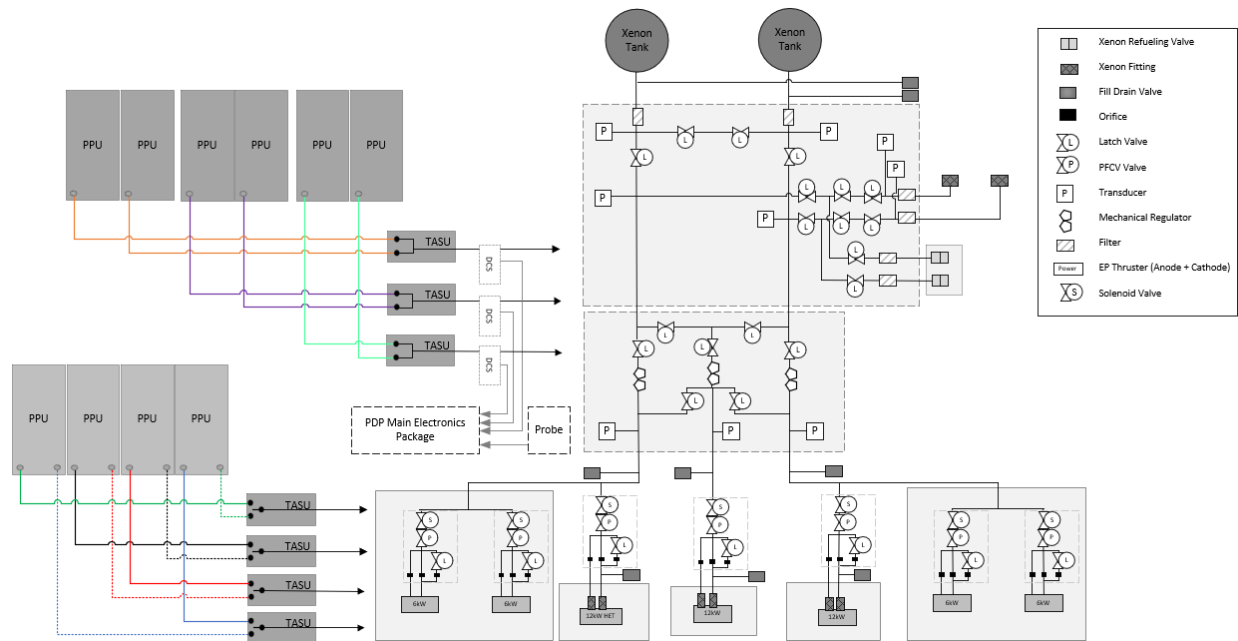 Xenon
Tank
Xenon
Tank
Xenon Refueling Valve
Xenon Fitting
Fill Drain Valve
Orifice
L
Latch Valve
P
PFCV Valve
P
Transducer
Mechanical Regulator
Filter
Power
EP Thruster (Anode + Cathode)
S
Solenoid Valve
PPU
PPU
PPU
PPU
PPU
PPU
TASU
DCS
TASU
DCS
TASU
DCS
P
L
L
P
L
L
P
P
P
L
L
L
P
L
L
L
L
L
L
L
L
L
L
L
L
P
P
P
PDP Main Electronics
Package
Probe
PPU
PPU
PPU
PPU
TASU
TASU
TASU
TASU
S
P
L
6kW
S
P
L
6kW
S
P
L
12kW HET
S
P
L
12kW
S
P
L
12kW
S
P
L
6kW
S
P
L
6kW